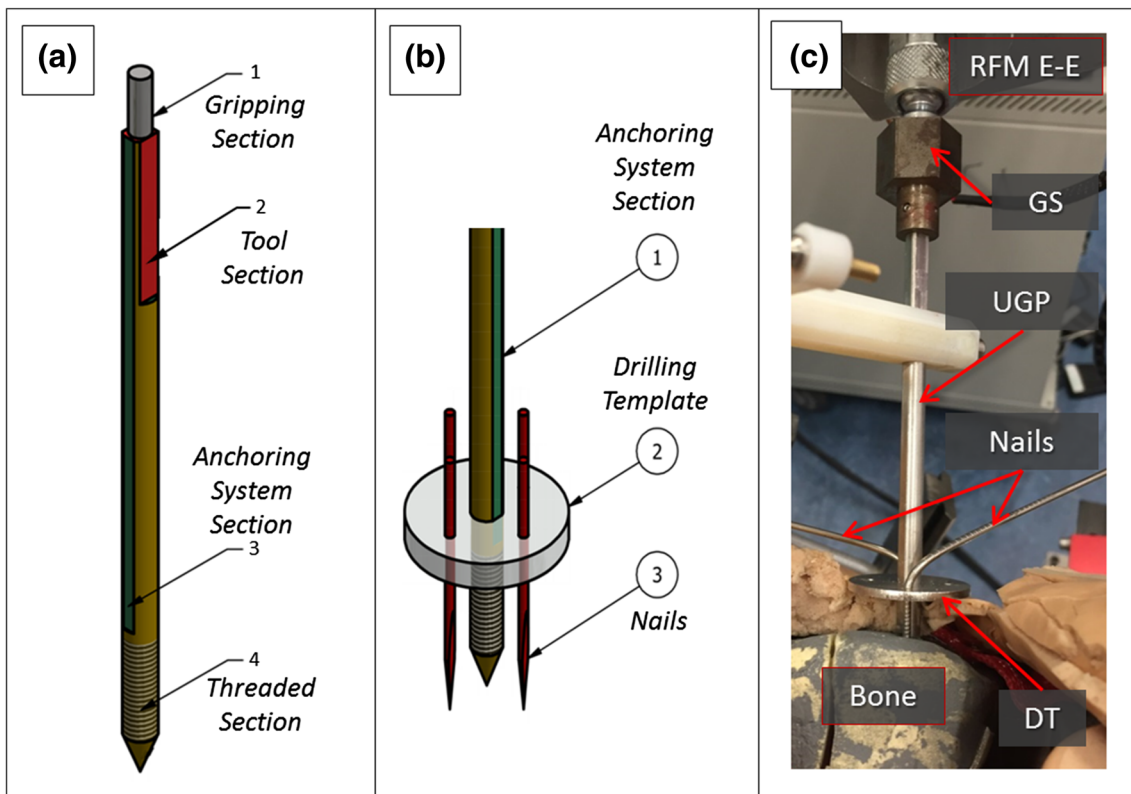 (a)
1
Gripping
Section
2
Tool
Section
Anchoring
System
Section
3
4
Threaded
Section
(b)
Anchoring
System
Section
1
Drilling
Template
2
3
Nails
(c)
RFM E-E
GS
UGP
Nails
Bone
DT